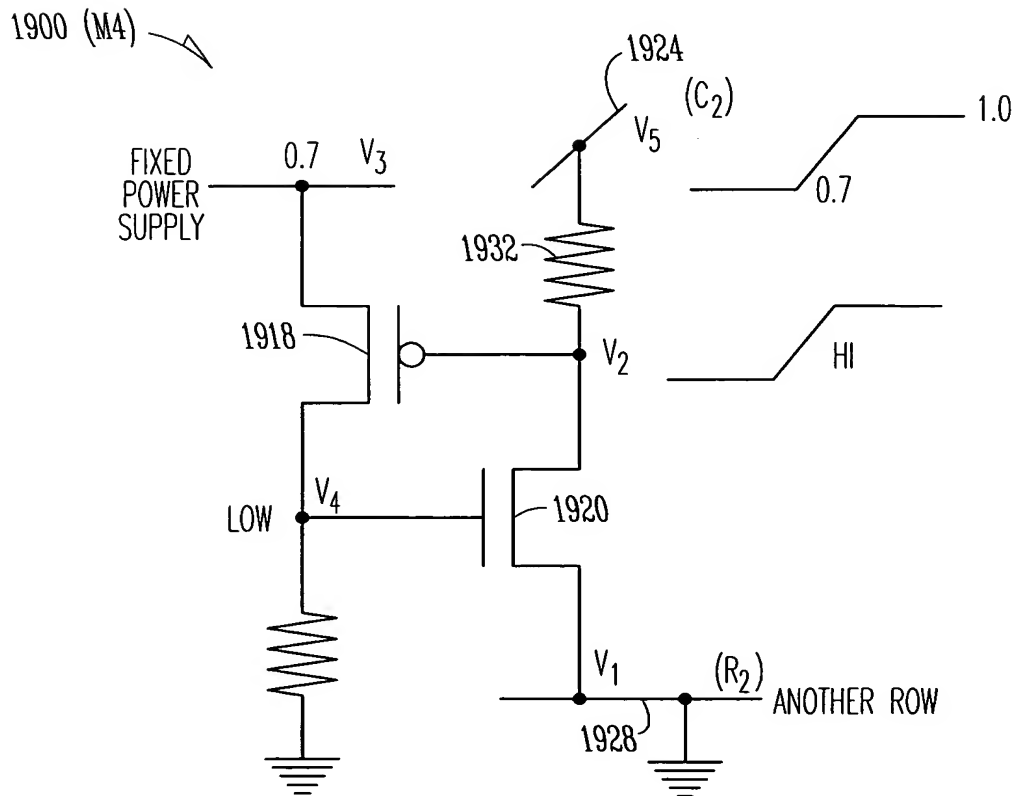 1900 (M4)
1924
(C2)
V5
1.0
0.7
FIXED
POWER
SUPPLY
0.7
V3
1932
1918
V2
HI
LOW
V4
1920
V1
(R2)
ANOTHER ROW
1928